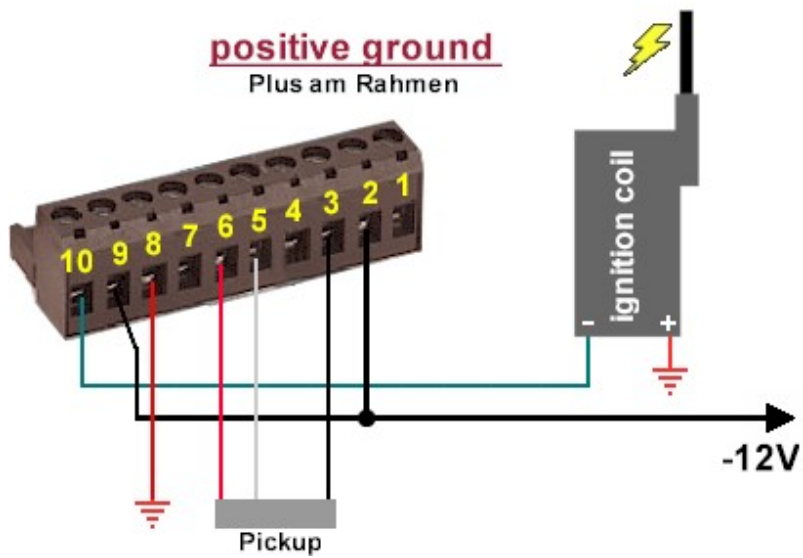 positive ground
Plus am Rahmen
ignition coil
10 9 8 7 6 5 4 3 2 1
- +
-12V
Pickup